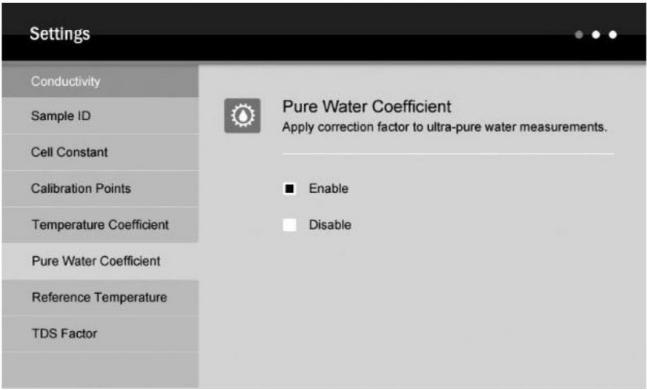 Settings
Conductivity
Sample ID
Cell Constant
Calibration Points
Temperature Coefficient
Pure Water Coefficient
Reference Temperature
TDS Factor
Pure Water Coefficient
Apply correction factor to ultra-pure water measurements.
Enable
Disable